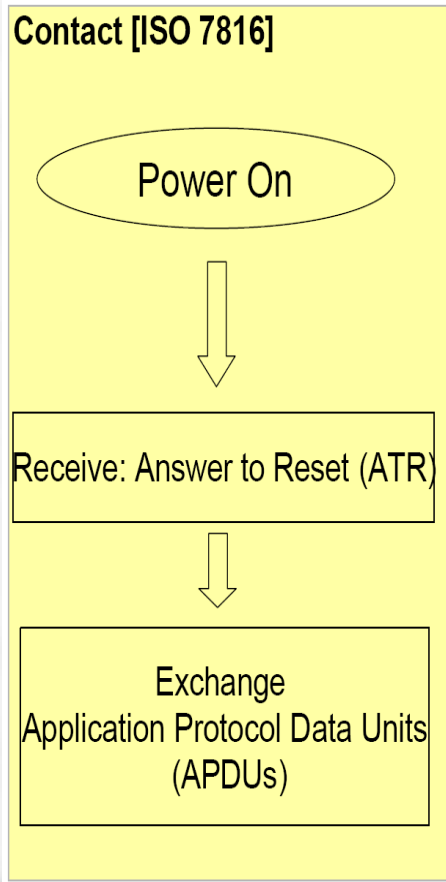 Contact [ISO 7816]
Power On
Receive: Answer to Reset (ATR)
Exchange
Application Protocol Data Units
(APDUs)